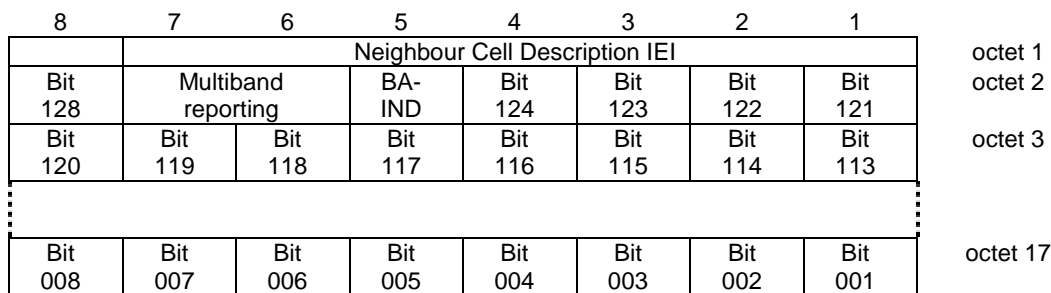 8 7 6 5 4 3 2 1
Neighbour Cell Description IEI octet 1
Bit Multiband BA- Bit Bit Bit Bit octet 2
128 reporting IND 124 123 122 121
Bit Bit Bit Bit Bit Bit Bit Bit octet 3
120 119 118 117 116 115 114 113
Bit Bit Bit Bit Bit Bit Bit Bit octet 17
008 007 006 005 004 003 002 001